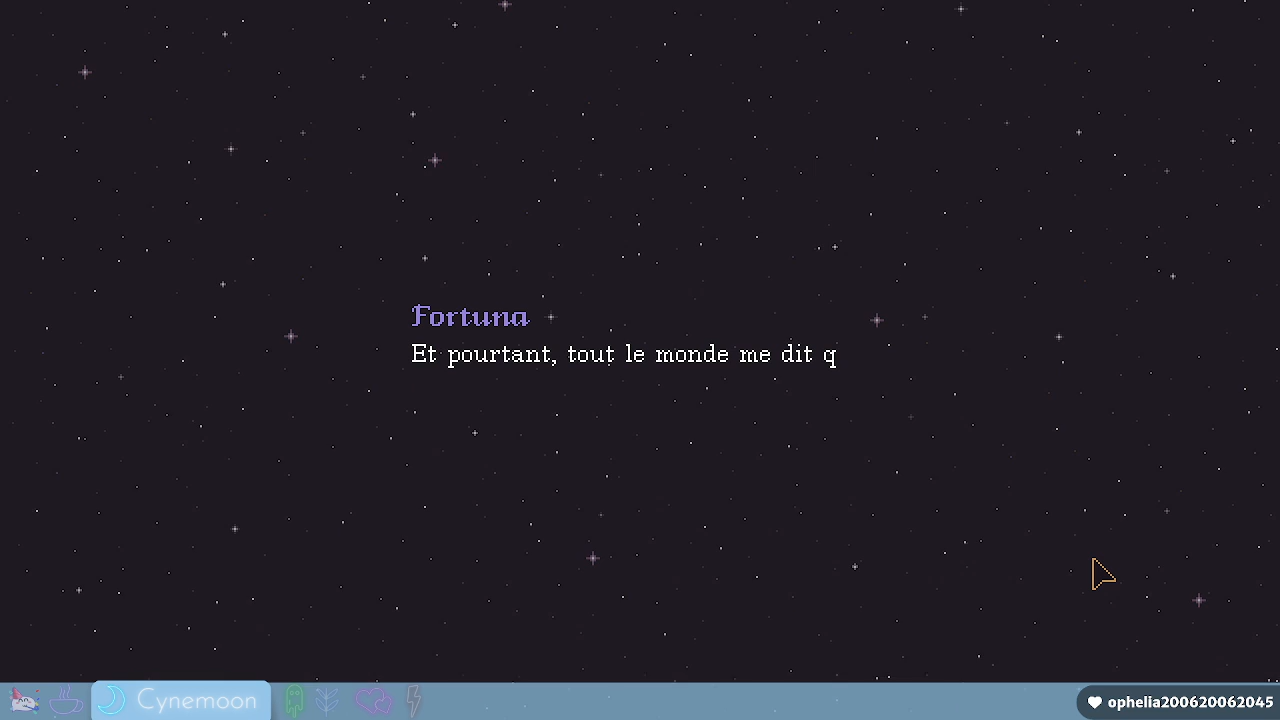 Fortuna
Et pourtant, tout le monde me dit q
Cynemoon
ophelia200620062045